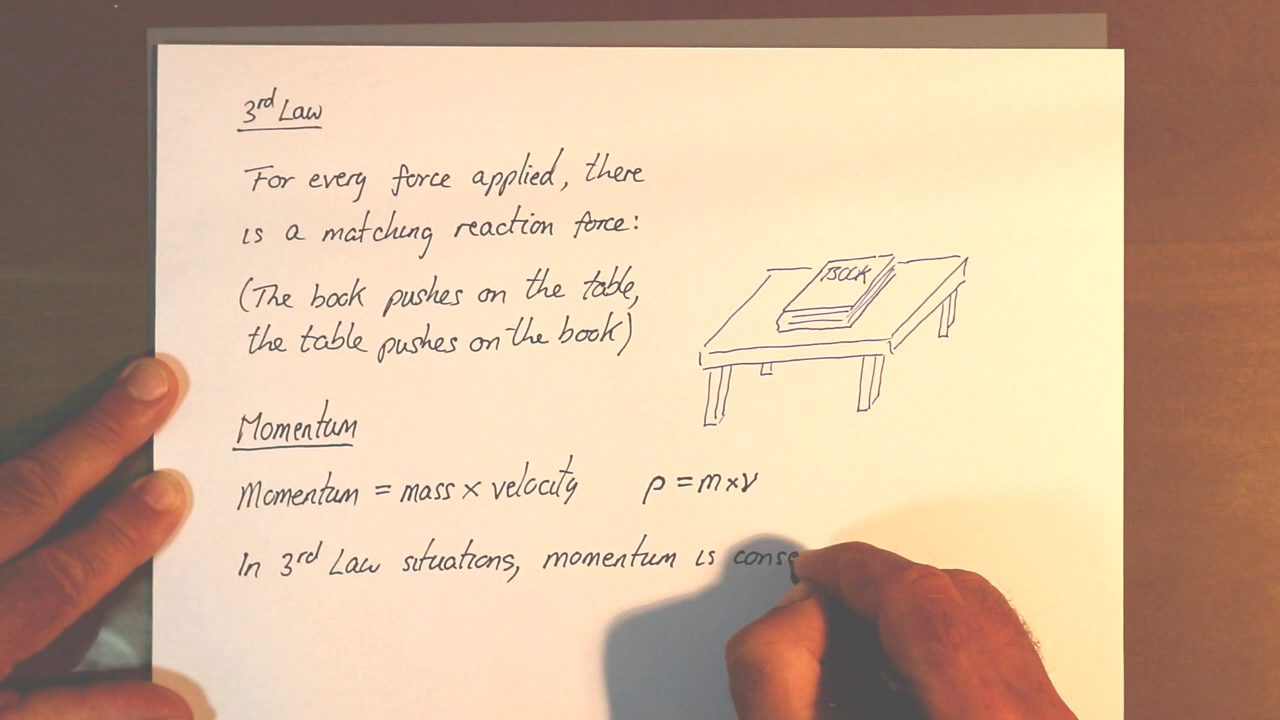 3rd Law
For every force applied, there
is a matching reaction force:
(The book pushes on the table,
the table pushes on the book)
BOOK
Momentum
Momentum = mass × velocity p = m×v
In 3rd Law situations, momentum is conse